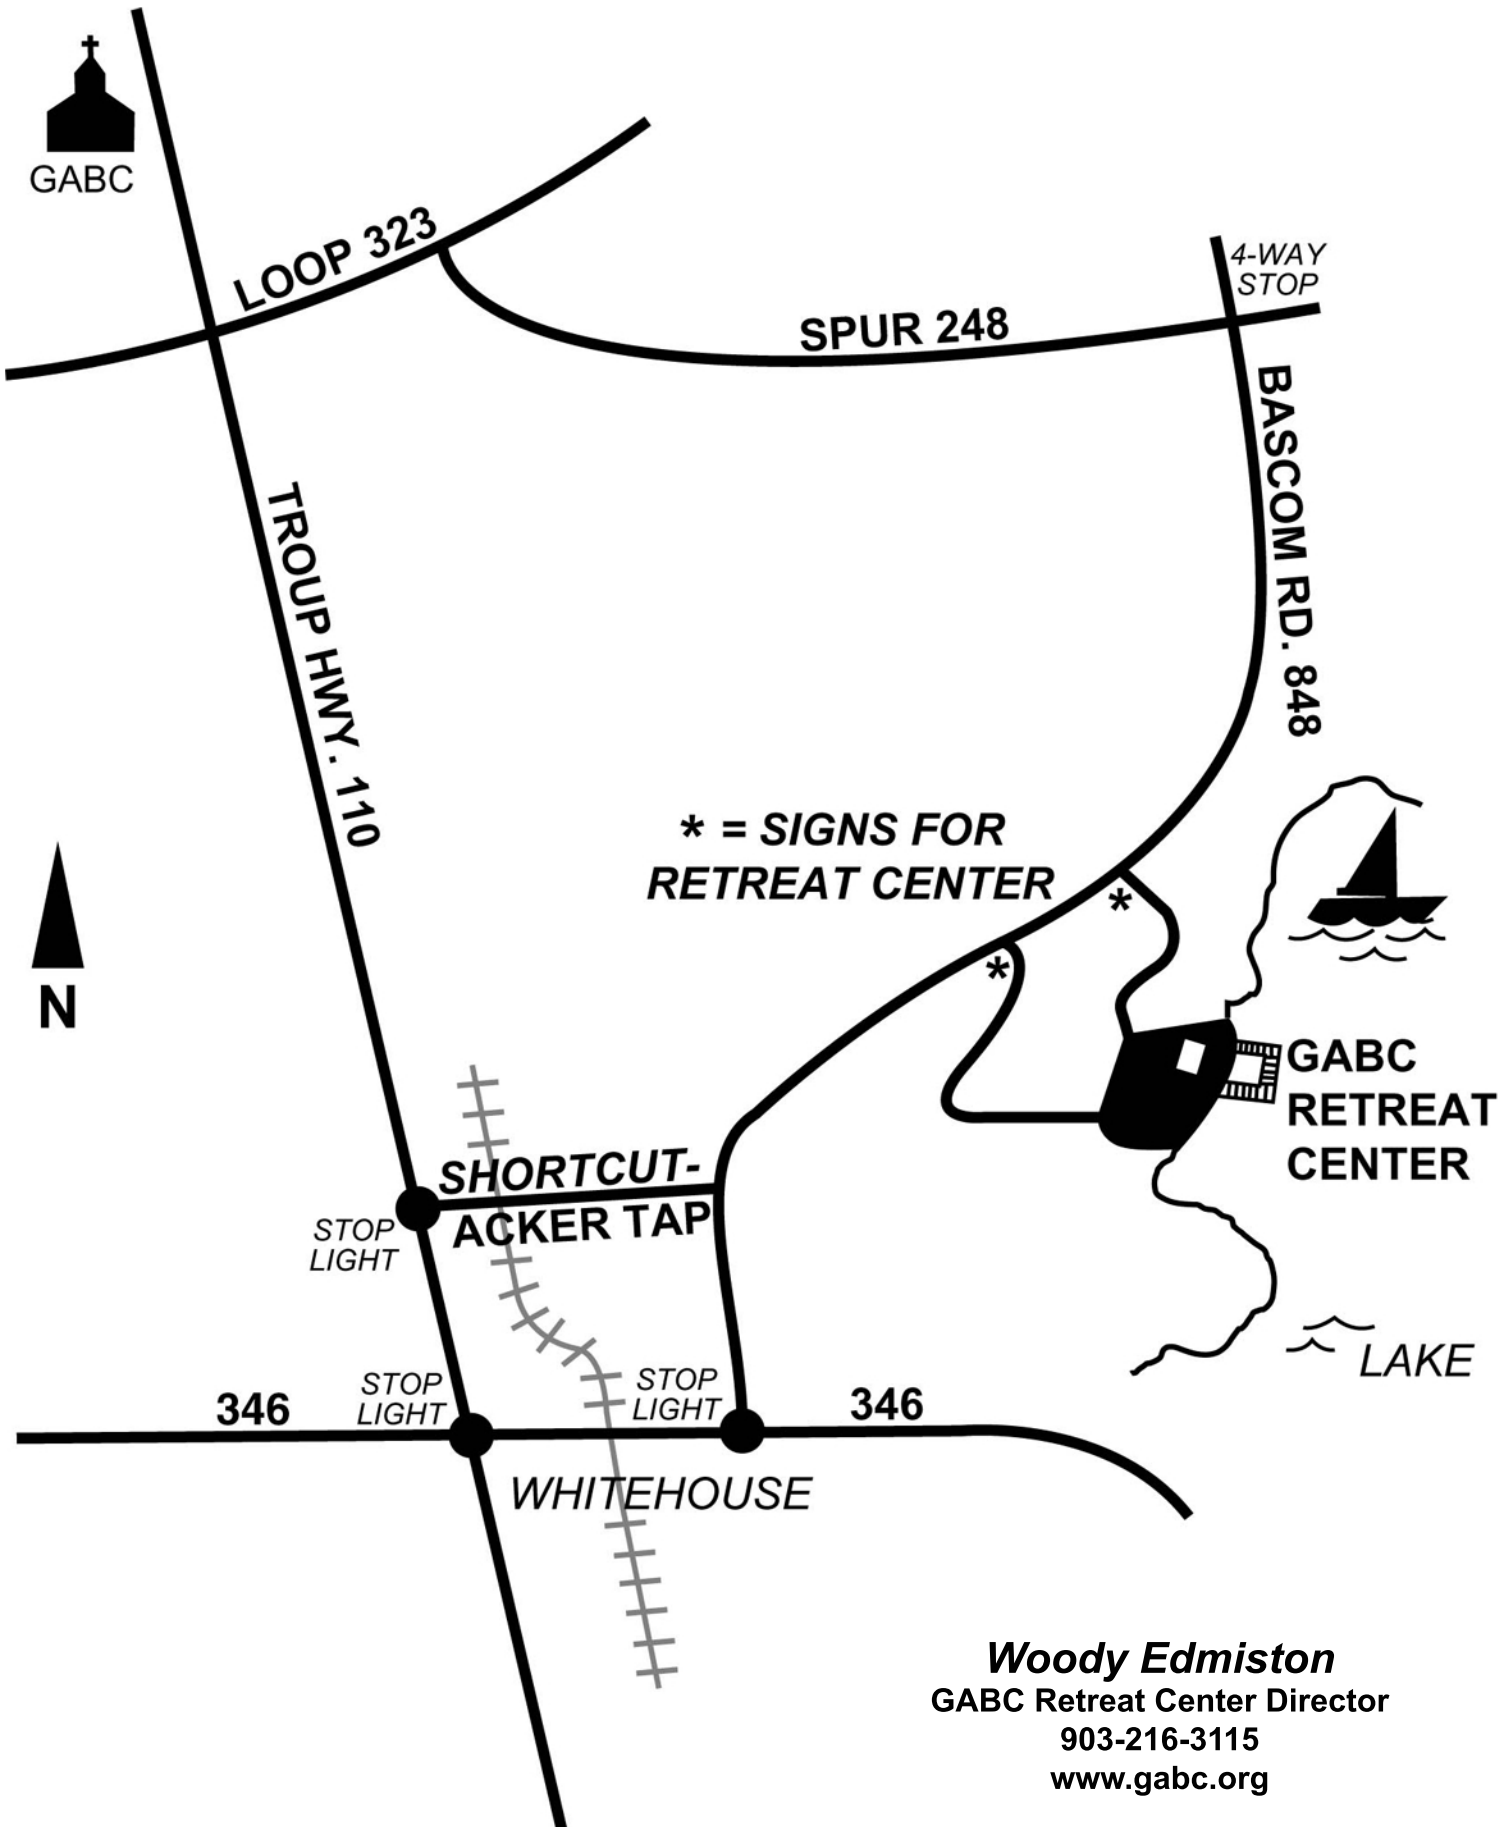 GABC
LOOP 323
4-WAY
STOP
SPUR 248
BASCOM RD. 848
TROUP HWY. 110
* = SIGNS FOR
RETREAT CENTER
*
*
N
GABC
RETREAT
CENTER
SHORTCUT-
ACKER TAP
STOP
LIGHT
LAKE
STOP
LIGHT
STOP
LIGHT
346
346
WHITEHOUSE
Woody Edmiston
GABC Retreat Center Director
903-216-3115
www.gabc.org